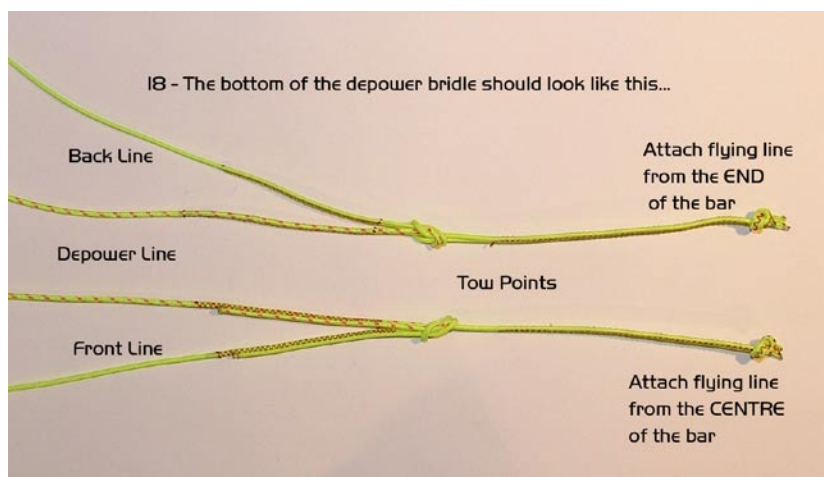 18 - The bottom of the depower bridle should look like this...
Back Line
Attach flying line
from the END
of the bar
Depower Line
Tow Points
Front Line
Attach flying line
from the CENTRE
of the bar